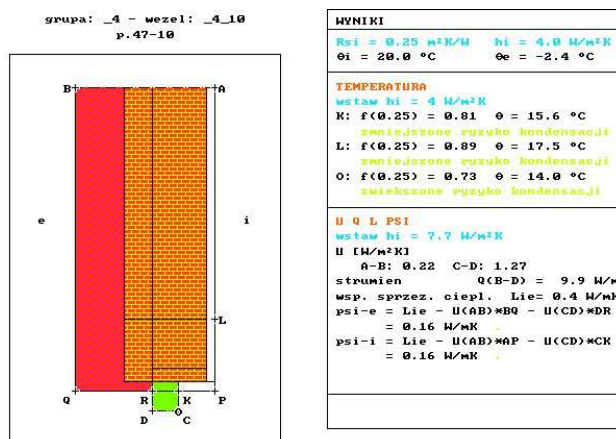 grupa: _4 - wezel: _4_10
p.47-10
B
A
e
i
L
Q
R
K
P
D
O
C
WYNIKI
Rsi = 0.25 m²K/W hi = 4.0 W/m²K
θi = 20.0 °C θe = -2.4 °C
TEMPERATURA
wstaw hi = 4 W/m²K
K: f(0.25) = 0.81 θ = 15.6 °C
zmniejszone ryzyko kondensacji
L: f(0.25) = 0.89 θ = 17.5 °C
zmniejszone ryzyko kondensacji
O: f(0.25) = 0.73 θ = 14.0 °C
zwiekszone ryzyko kondensacji
U Q L PSI
wstaw hi = 7.7 W/m²K
U [W/m²K]
A-B: 0.22 C-D: 1.27
strumien Q(B-D) = 9.9 W/m
wsp. sprzez. ciepl. Lie= 0.4 W/mK
psi-e = Lie - U(AB)*BQ - U(CD)*DR
= 0.16 W/mK .
psi-i = Lie - U(AB)*AP - U(CD)*CK
= 0.16 W/mK .